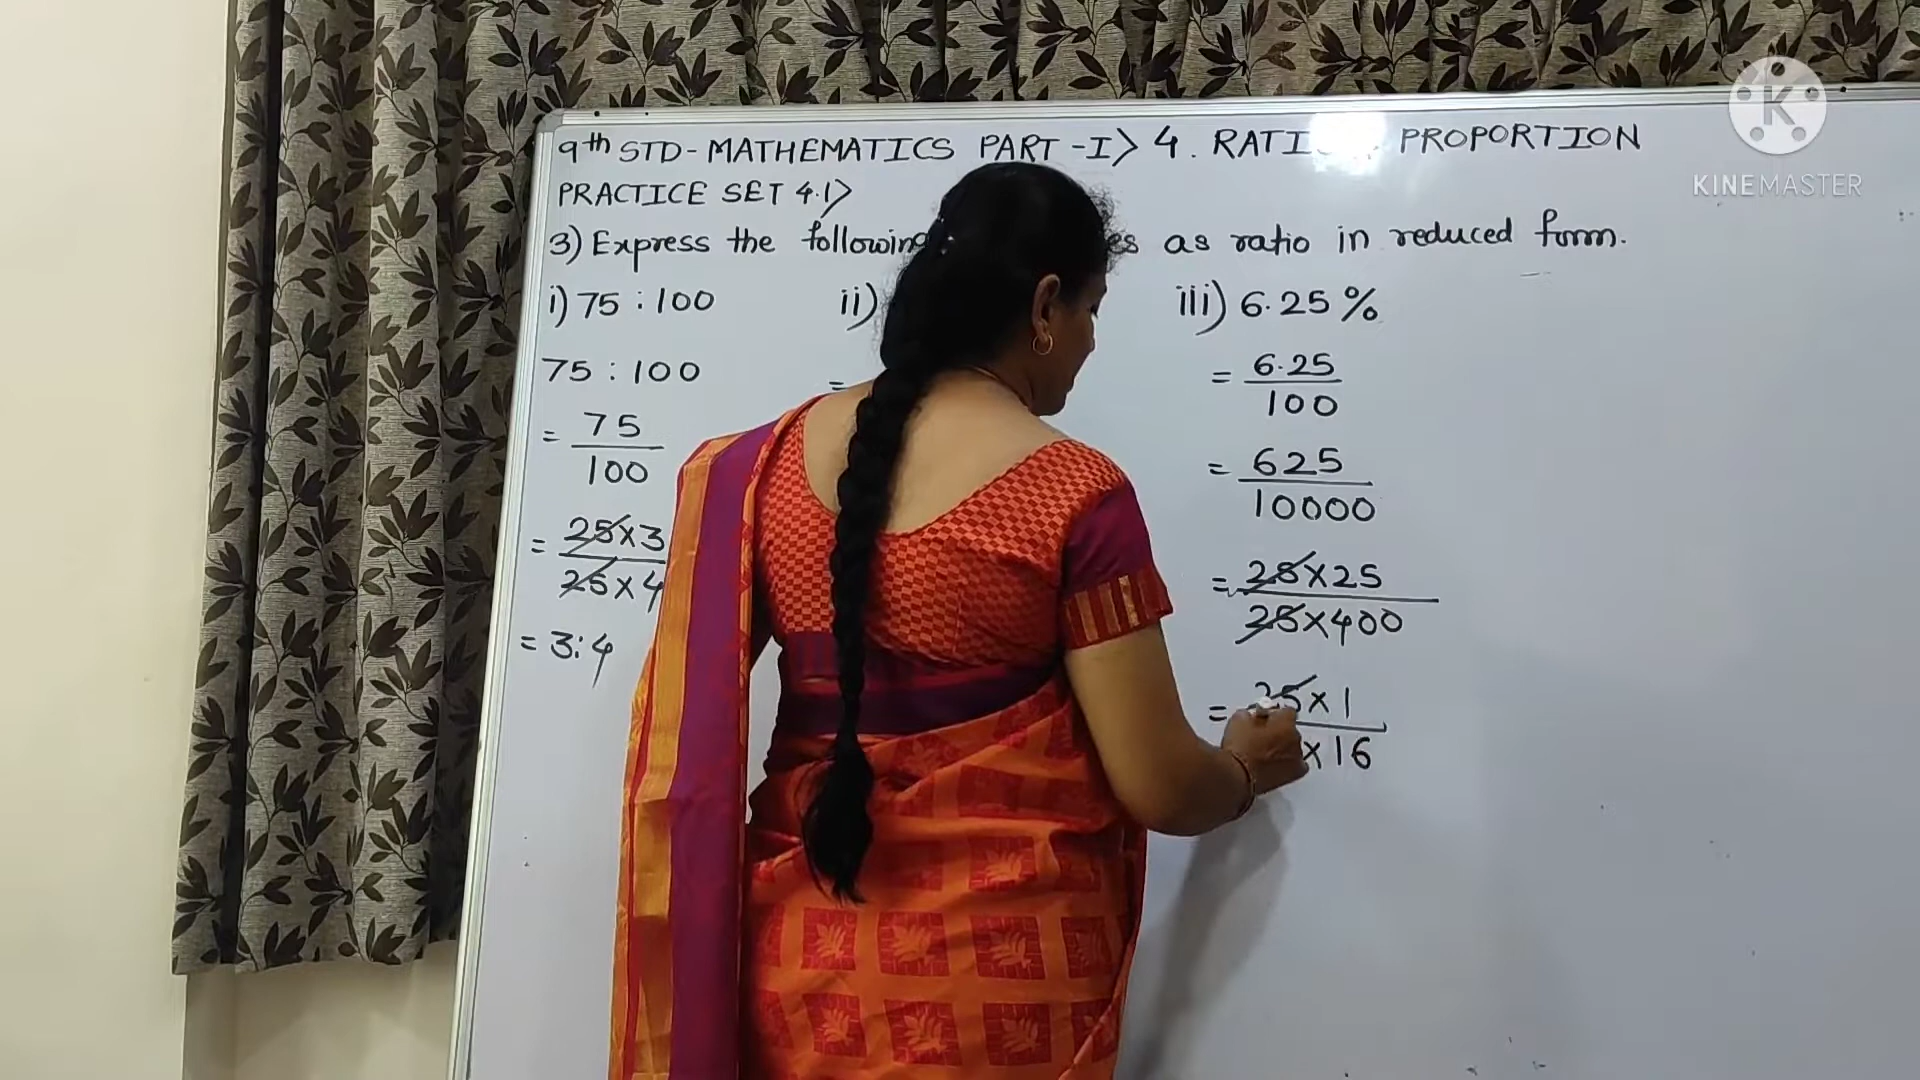 9th STD - MATHEMATICS PART - I > 4. RATI PROPORTION
PRACTICE SET 4.1>
3) Express the following as ratio in reduced form.
i) 75 : 100
75 : 100
= 75/100
= 25×3/25×4
= 3:4
ii)
=
iii) 6.25%
= 6.25/100
= 625/10000
= 25×25/25×400
= 25×1/ ×16
KINEMASTER